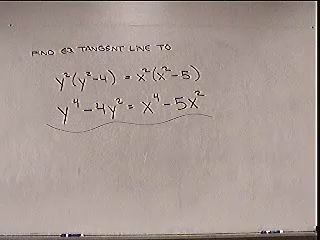 FIND EQ TANGENT LINE TO
y²(y²-4) = x²(x²-5)
y⁴-4y² = x⁴-5x²